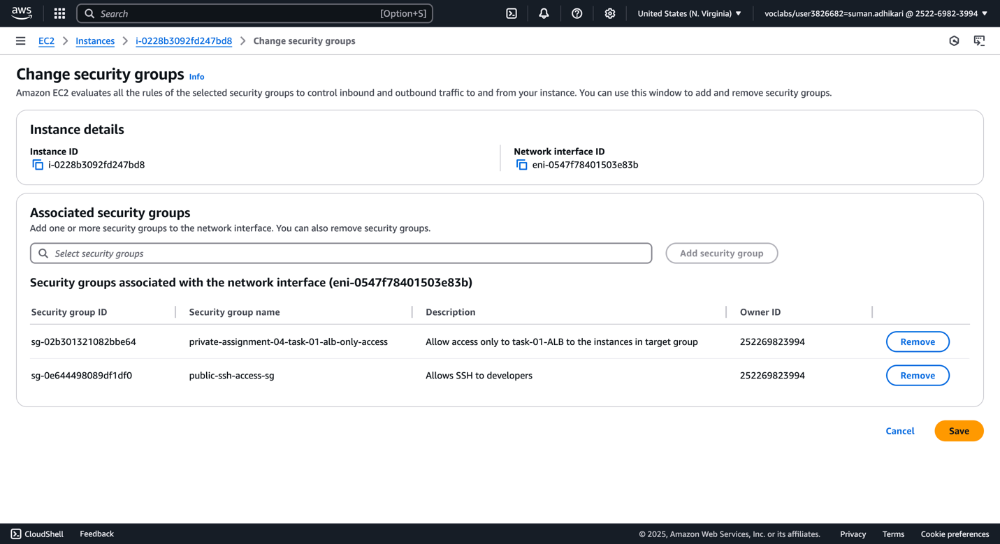 aws
Search [Option+S]
United States (N. Virginia) ▼ voclabs/user3826682=suman.adhikari @ 2522-6982-3994 ▼
EC2 > Instances > i-0228b3092fd247bd8 > Change security groups
Change security groups Info
Amazon EC2 evaluates all the rules of the selected security groups to control inbound and outbound traffic to and from your instance. You can use this window to add and remove security groups.
Instance details
Instance ID Network interface ID
i-0228b3092fd247bd8 eni-0547f78401503e83b
Associated security groups
Add one or more security groups to the network interface. You can also remove security groups.
Select security groups Add security group
Security groups associated with the network interface (eni-0547f78401503e83b)
Security group ID Security group name Description Owner ID
sg-02b301321082bbe64 private-assignment-04-task-01-alb-only-access Allow access only to task-01-ALB to the instances in target group 252269823994 Remove
sg-0e644498089df1df0 public-ssh-access-sg Allows SSH to developers 252269823994 Remove
Cancel Save
CloudShell Feedback © 2025, Amazon Web Services, Inc. or its affiliates. Privacy Terms Cookie preferences